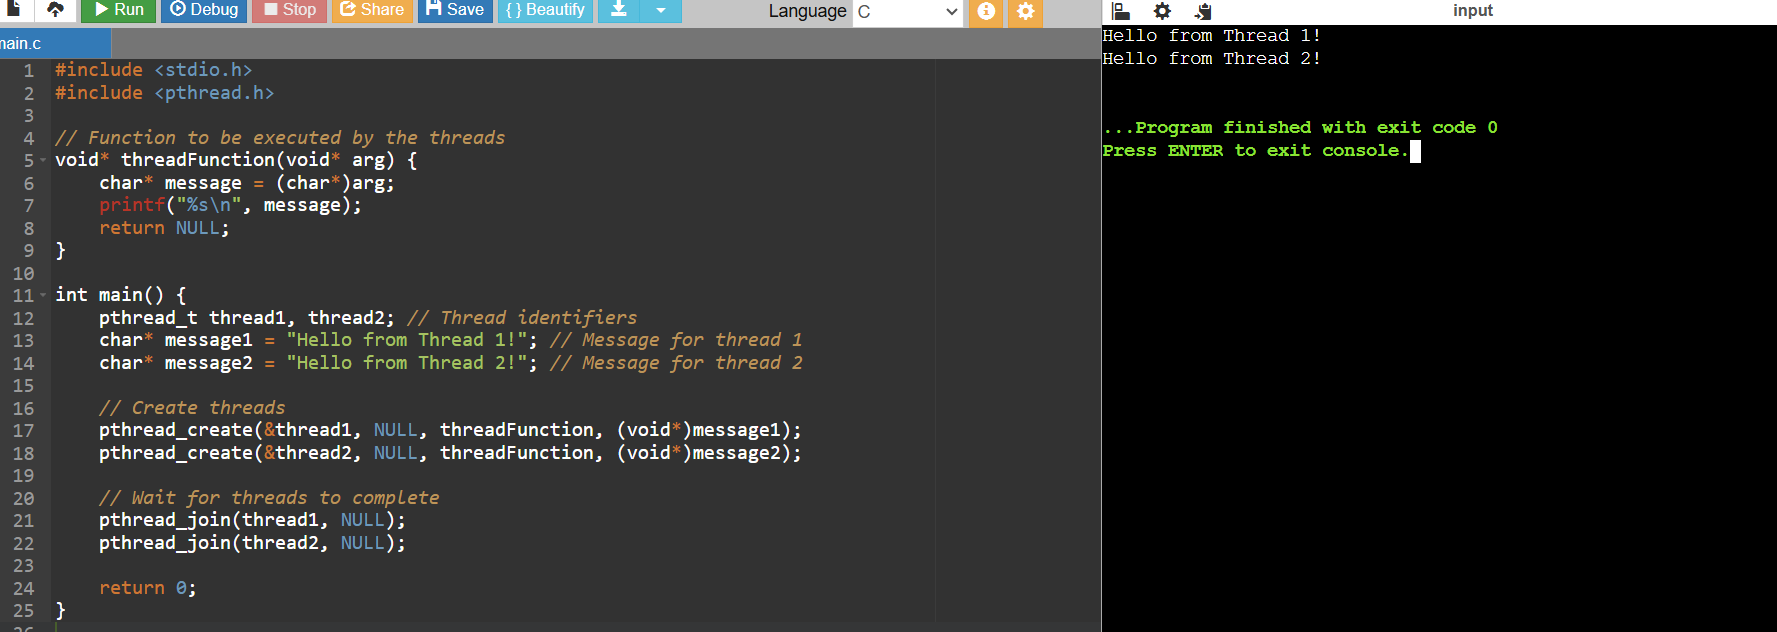 Run Debug Stop Share Save { } Beautify Language C
main.c
1 #include <stdio.h>
2 #include <pthread.h>
3
4 // Function to be executed by the threads
5 void* threadFunction(void* arg) {
6     char* message = (char*)arg;
7     printf("%s\n", message);
8     return NULL;
9 }
10
11 int main() {
12     pthread_t thread1, thread2; // Thread identifiers
13     char* message1 = "Hello from Thread 1!"; // Message for thread 1
14     char* message2 = "Hello from Thread 2!"; // Message for thread 2
15
16     // Create threads
17     pthread_create(&thread1, NULL, threadFunction, (void*)message1);
18     pthread_create(&thread2, NULL, threadFunction, (void*)message2);
19
20     // Wait for threads to complete
21     pthread_join(thread1, NULL);
22     pthread_join(thread2, NULL);
23
24     return 0;
25 }
26
input
Hello from Thread 1!
Hello from Thread 2!
...Program finished with exit code 0
Press ENTER to exit console.